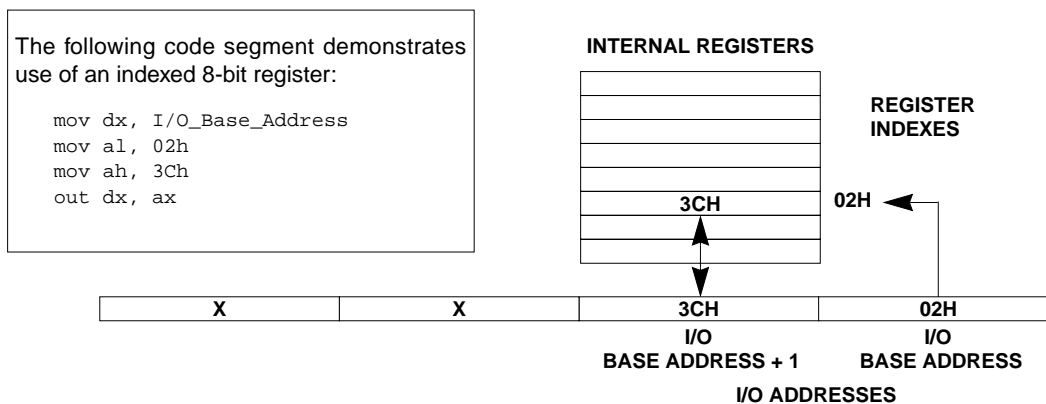 The following code segment demonstrates
use of an indexed 8-bit register:
mov dx, I/O_Base_Address
mov al, 02h
mov ah, 3Ch
out dx, ax
INTERNAL REGISTERS
REGISTER
INDEXES
3CH
02H
X
X
3CH
02H
I/O
BASE ADDRESS + 1
I/O
BASE ADDRESS
I/O ADDRESSES